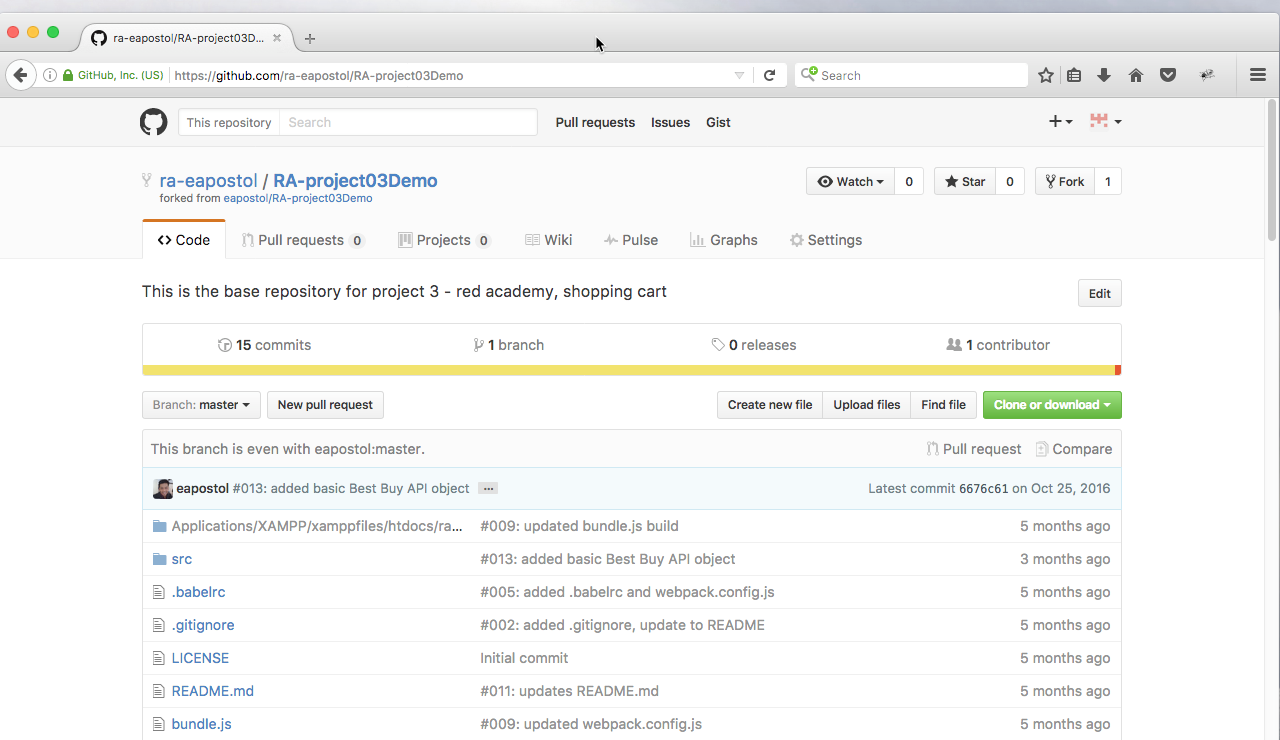 ra-eapostol/RA-project03D...
GitHub, Inc. (US) https://github.com/ra-eapostol/RA-project03Demo Search
This repository Search Pull requests Issues Gist
ra-eapostol / RA-project03Demo Watch 0 Star 0 Fork 1
forked from eapostol/RA-project03Demo
Code Pull requests 0 Projects 0 Wiki Pulse Graphs Settings
This is the base repository for project 3 - red academy, shopping cart Edit
15 commits 1 branch 0 releases 1 contributor
Branch: master New pull request Create new file Upload files Find file Clone or download
This branch is even with eapostol:master. Pull request Compare
eapostol #013: added basic Best Buy API object ... Latest commit 6676c61 on Oct 25, 2016
Applications/XAMPP/xamppfiles/htdocs/ra... #009: updated bundle.js build 5 months ago
src #013: added basic Best Buy API object 3 months ago
.babelrc #005: added .babelrc and webpack.config.js 5 months ago
.gitignore #002: added .gitignore, update to README 5 months ago
LICENSE Initial commit 5 months ago
README.md #011: updates README.md 5 months ago
bundle.js #009: updated webpack.config.js 5 months ago